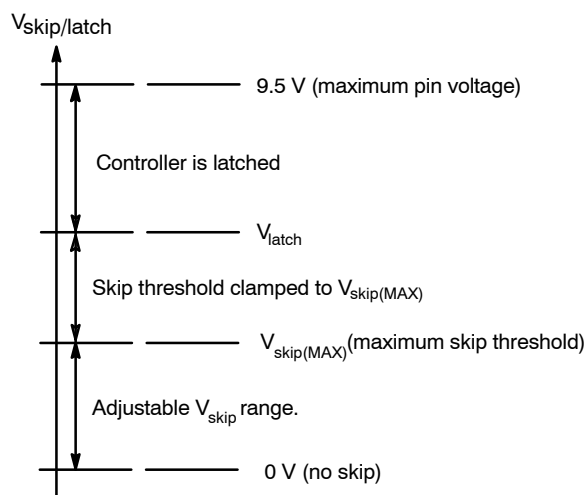 Vskip/latch
9.5 V (maximum pin voltage)
Controller is latched
Vlatch
Skip threshold clamped to Vskip(MAX)
Vskip(MAX) (maximum skip threshold)
Adjustable Vskip range.
0 V (no skip)